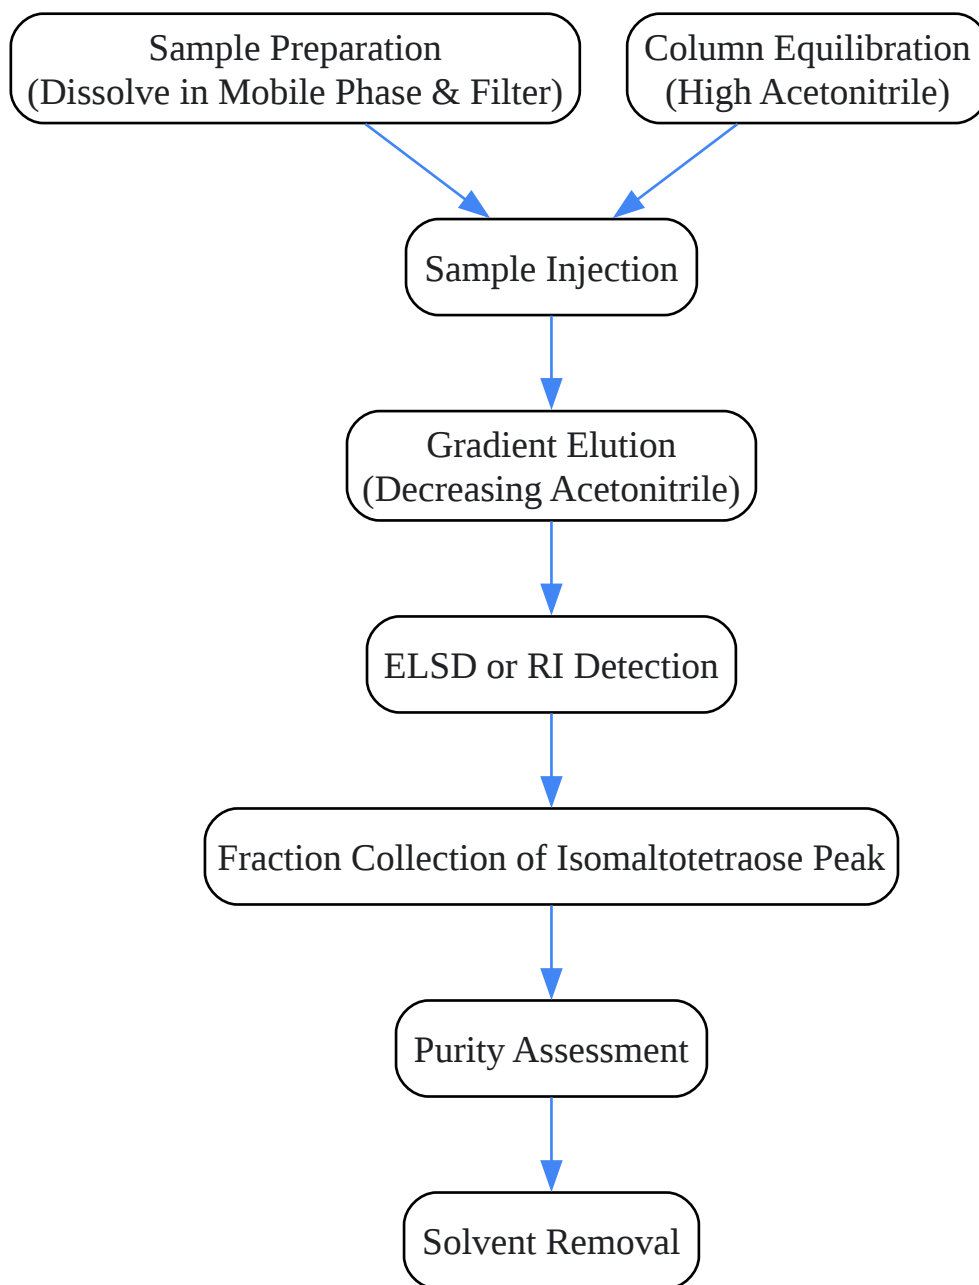 Sample Preparation
(Dissolve in Mobile Phase & Filter)
Column Equilibration
(High Acetonitrile)
Sample Injection
Gradient Elution
(Decreasing Acetonitrile)
ELSD or RI Detection
Fraction Collection of Isomaltotetraose Peak
Purity Assessment
Solvent Removal